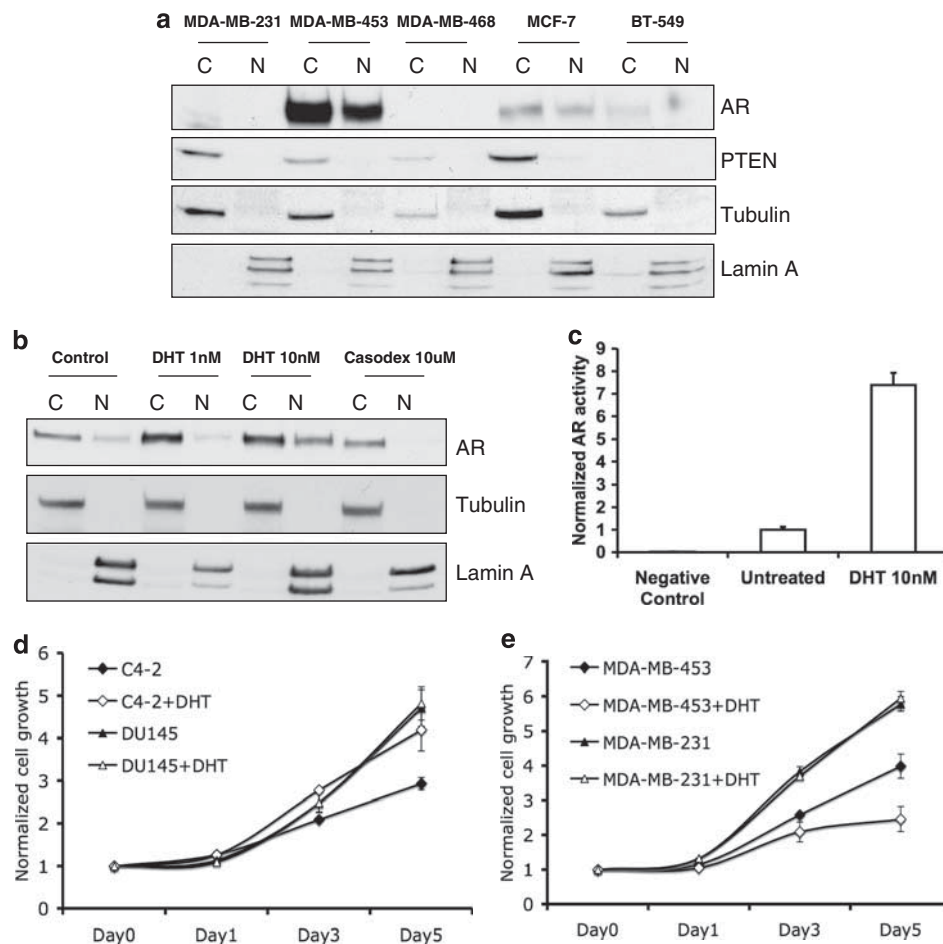 a
MDA-MB-231 MDA-MB-453 MDA-MB-468 MCF-7 BT-549
C N C N C N C N C N
AR
PTEN
Tubulin
Lamin A
b
Control DHT 1nM DHT 10nM Casodex 10uM
C N C N C N C N
AR
Tubulin
Lamin A
c
Normalized AR activity
9
8
7
6
5
4
3
2
1
0
Negative Control Untreated DHT 10nM
d
Normalized cell growth
6
5
4
3
2
1
0
C4-2
C4-2+DHT
DU145
DU145+DHT
Day0 Day1 Day3 Day5
e
Normalized cell growth
7
6
5
4
3
2
1
0
MDA-MB-453
MDA-MB-453+DHT
MDA-MB-231
MDA-MB-231+DHT
Day0 Day1 Day3 Day5